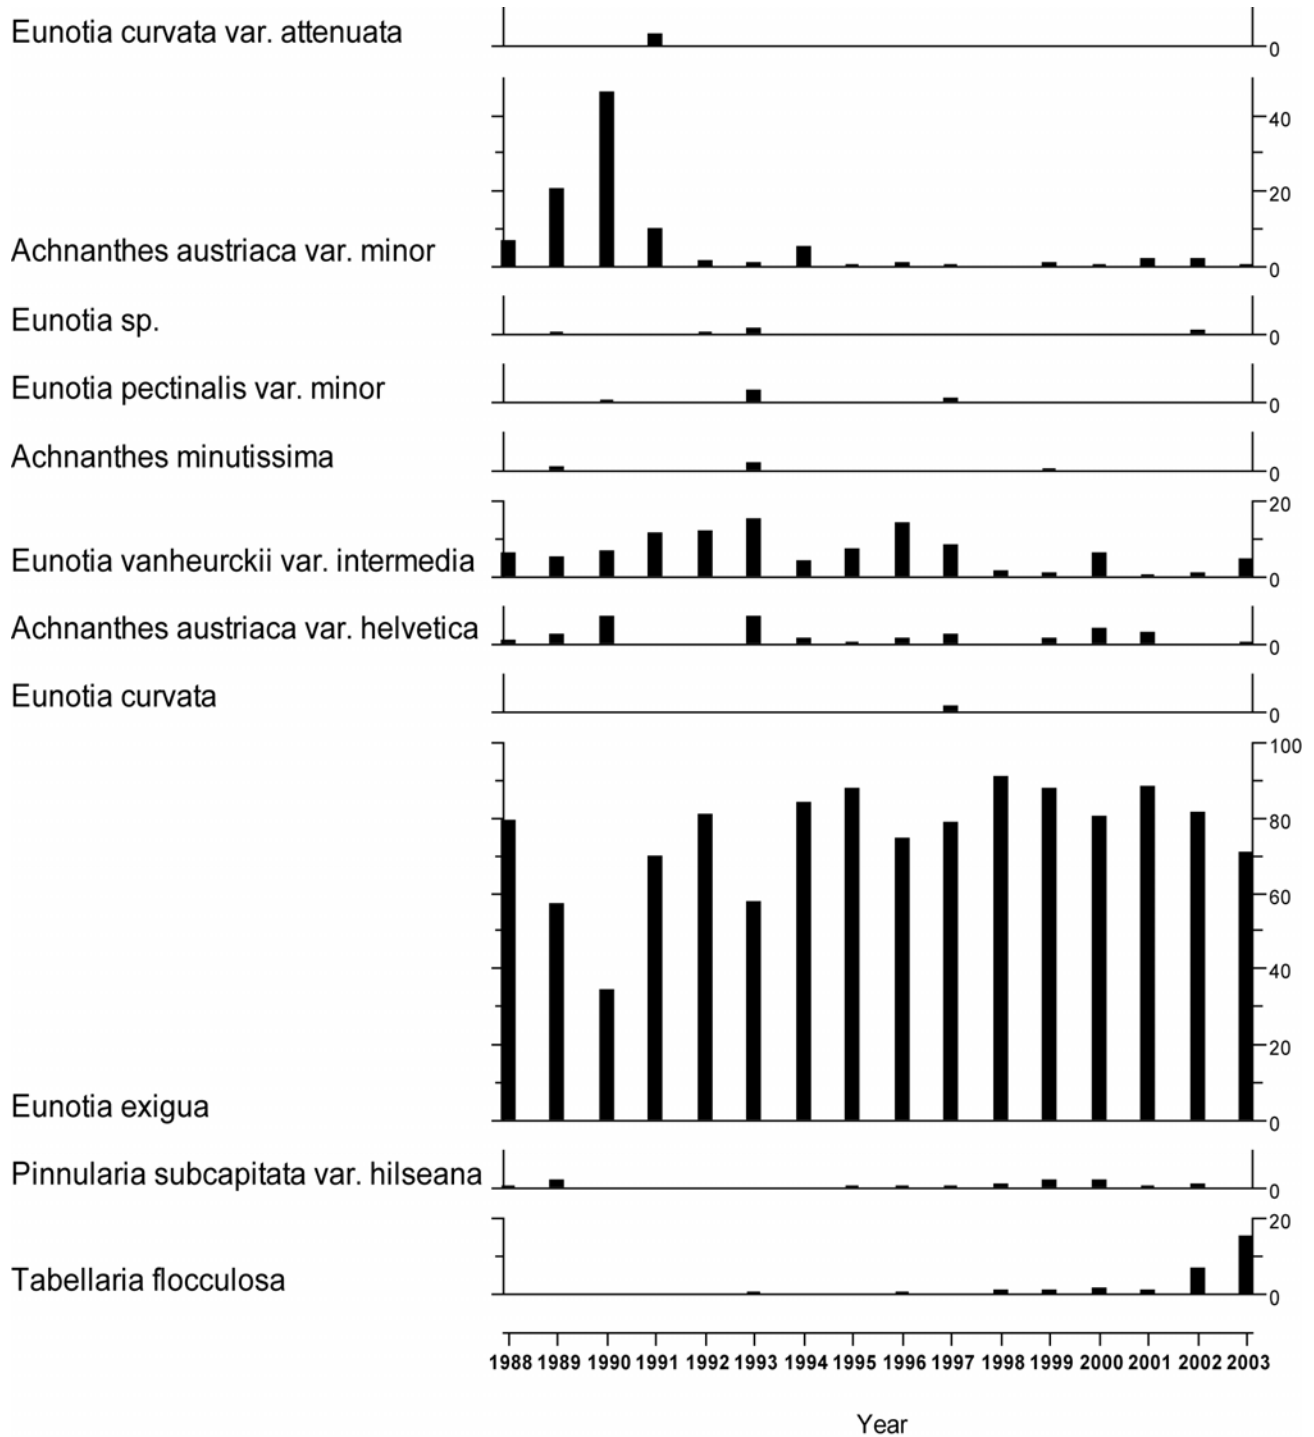 Eunotia curvata var. attenuata
0
40
20
Achnanthes austriaca var. minor
0
Eunotia sp.
0
Eunotia pectinalis var. minor
0
Achnanthes minutissima
0
20
Eunotia vanheurckii var. intermedia
0
Achnanthes austriaca var. helvetica
0
Eunotia curvata
0
100
80
60
40
20
Eunotia exigua
0
Pinnularia subcapitata var. hilseana
0
20
Tabellaria flocculosa
0
1988 1989 1990 1991 1992 1993 1994 1995 1996 1997 1998 1999 2000 2001 2002 2003
Year